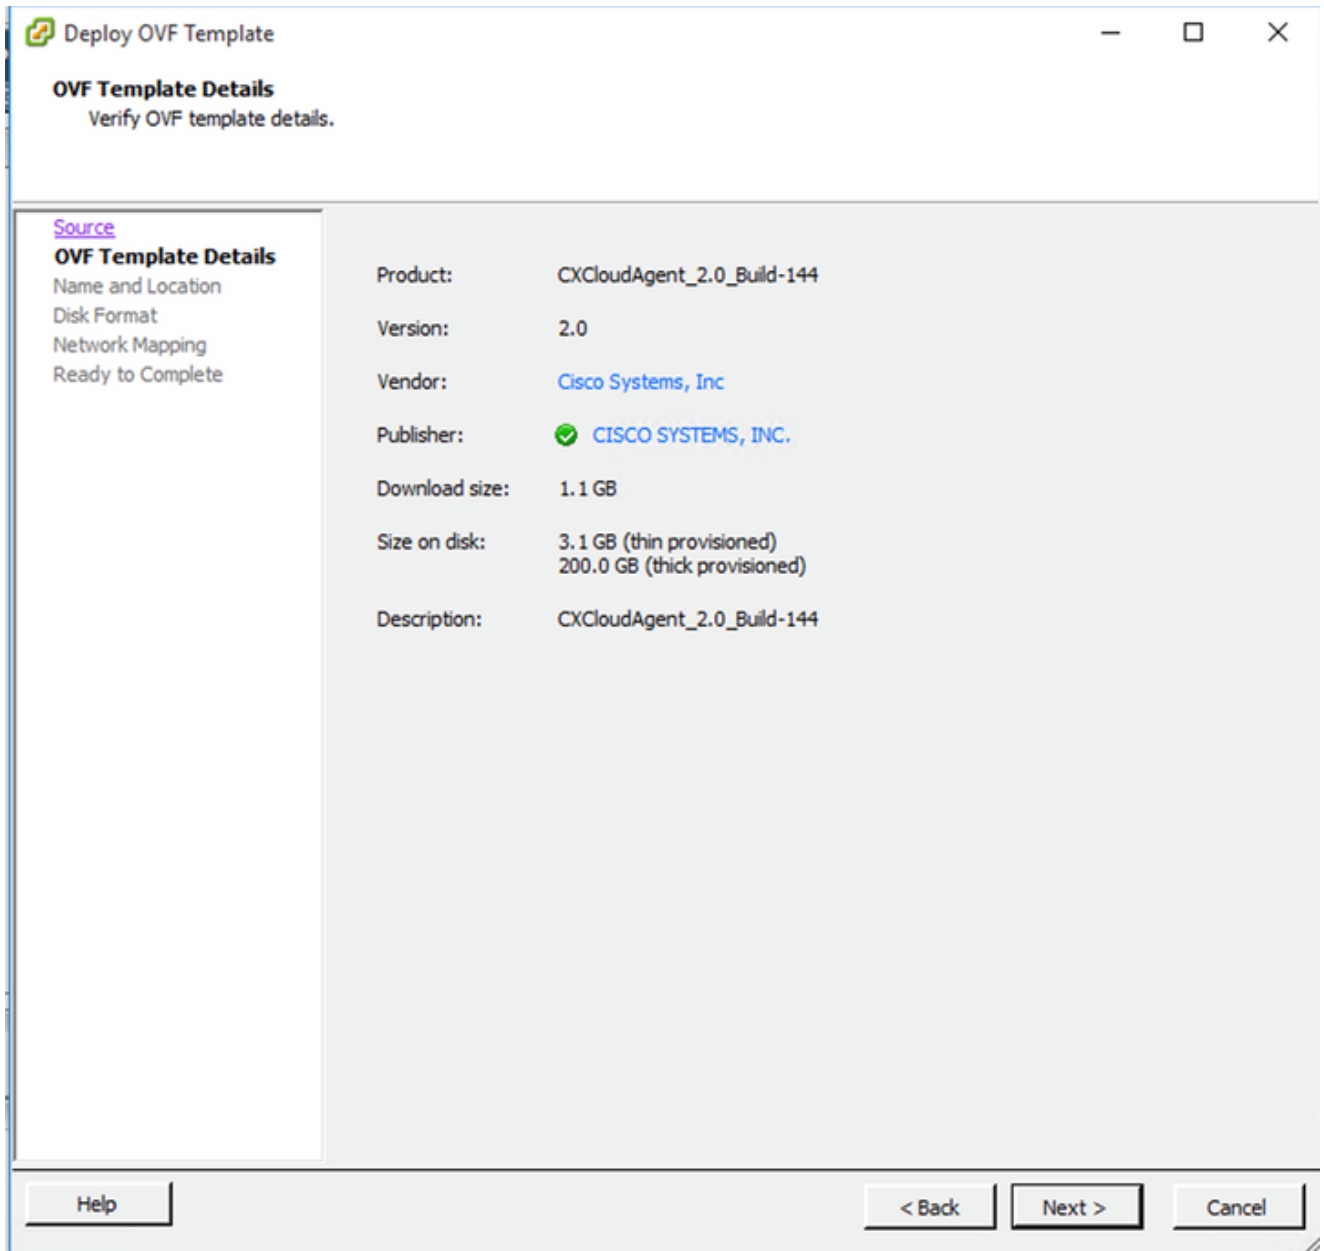 Deploy OVF Template
OVF Template Details
Verify OVF template details.
Source
OVF Template Details
Name and Location
Disk Format
Network Mapping
Ready to Complete
Product: CXCloudAgent_2.0_Build-144
Version: 2.0
Vendor: Cisco Systems, Inc
Publisher: CISCO SYSTEMS, INC.
Download size: 1.1 GB
Size on disk: 3.1 GB (thin provisioned)
200.0 GB (thick provisioned)
Description: CXCloudAgent_2.0_Build-144
Help < Back Next > Cancel